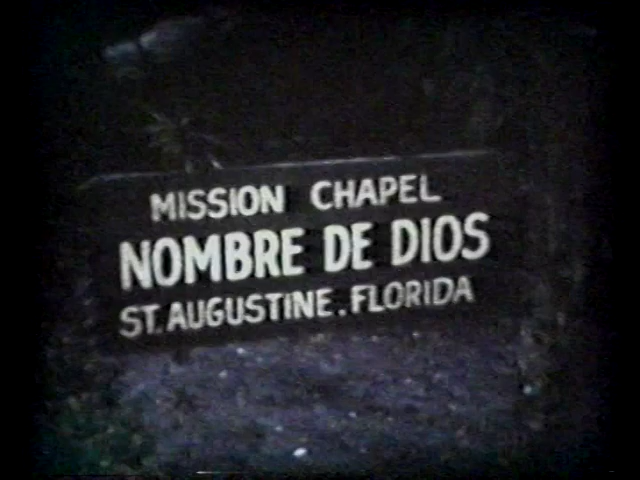 MISSION CHAPEL
NOMBRE DE DIOS
ST. AUGUSTINE. FLORIDA